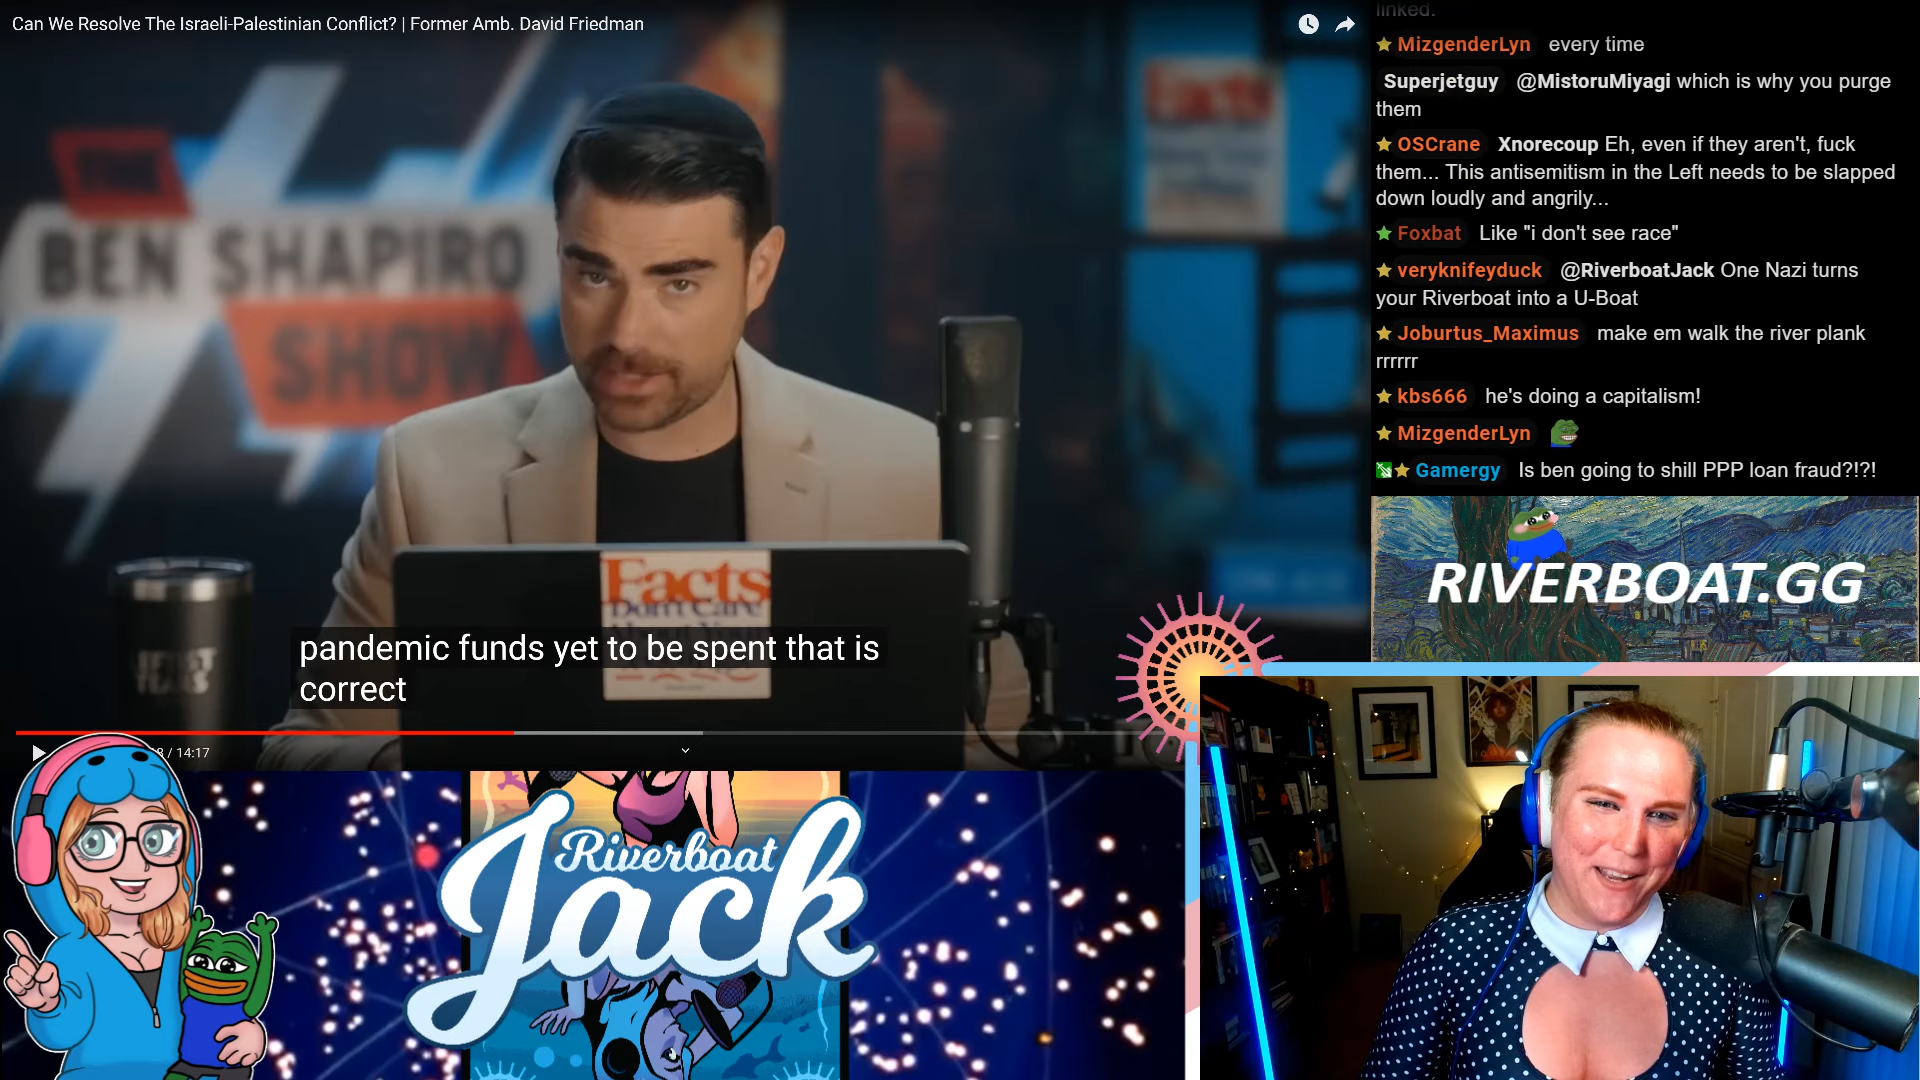 Can We Resolve The Israeli-Palestinian Conflict? | Former Amb. David Friedman
THE
BEN SHAPIRO
SHOW
Facts
Don't Care
pandemic funds yet to be spent that is
correct
/ 14:17
linked.
MizgenderLyn every time
Superjetguy @MistoruMiyagi which is why you purge
them
OSCrane Xnorecoup Eh, even if they aren't, fuck
them... This antisemitism in the Left needs to be slapped
down loudly and angrily...
Foxbat Like "i don't see race"
veryknifeyduck @RiverboatJack One Nazi turns
your Riverboat into a U-Boat
Joburtus_Maximus make em walk the river plank
rrrrrr
kbs666 he's doing a capitalism!
MizgenderLyn
Gamergy Is ben going to shill PPP loan fraud?!?!
RIVERBOAT.GG
Riverboat
Jack